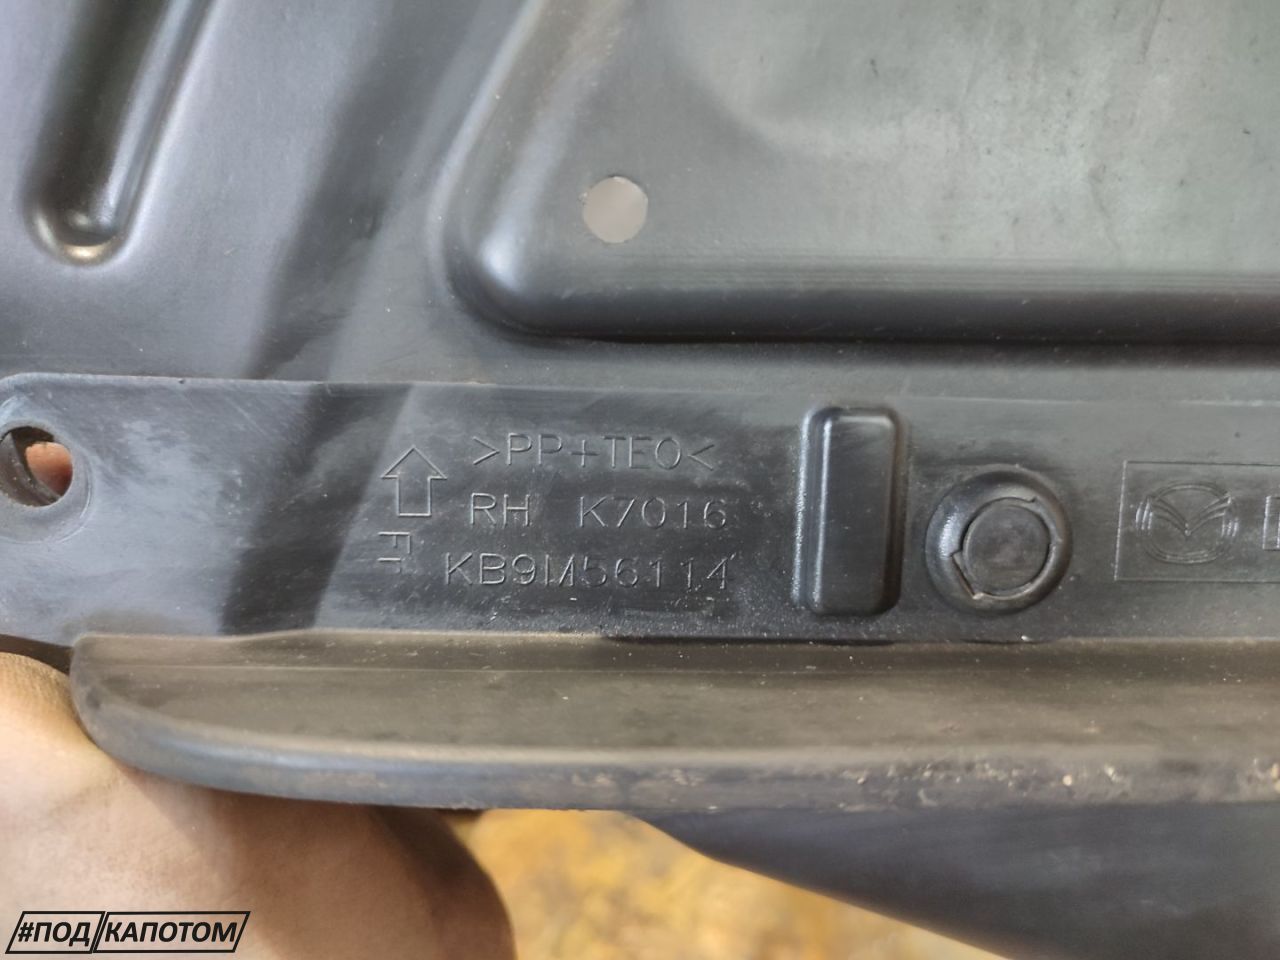 >PP+TEO<
RH K7016
Fr
KB9M56114
#ПОД КАПОТОМ